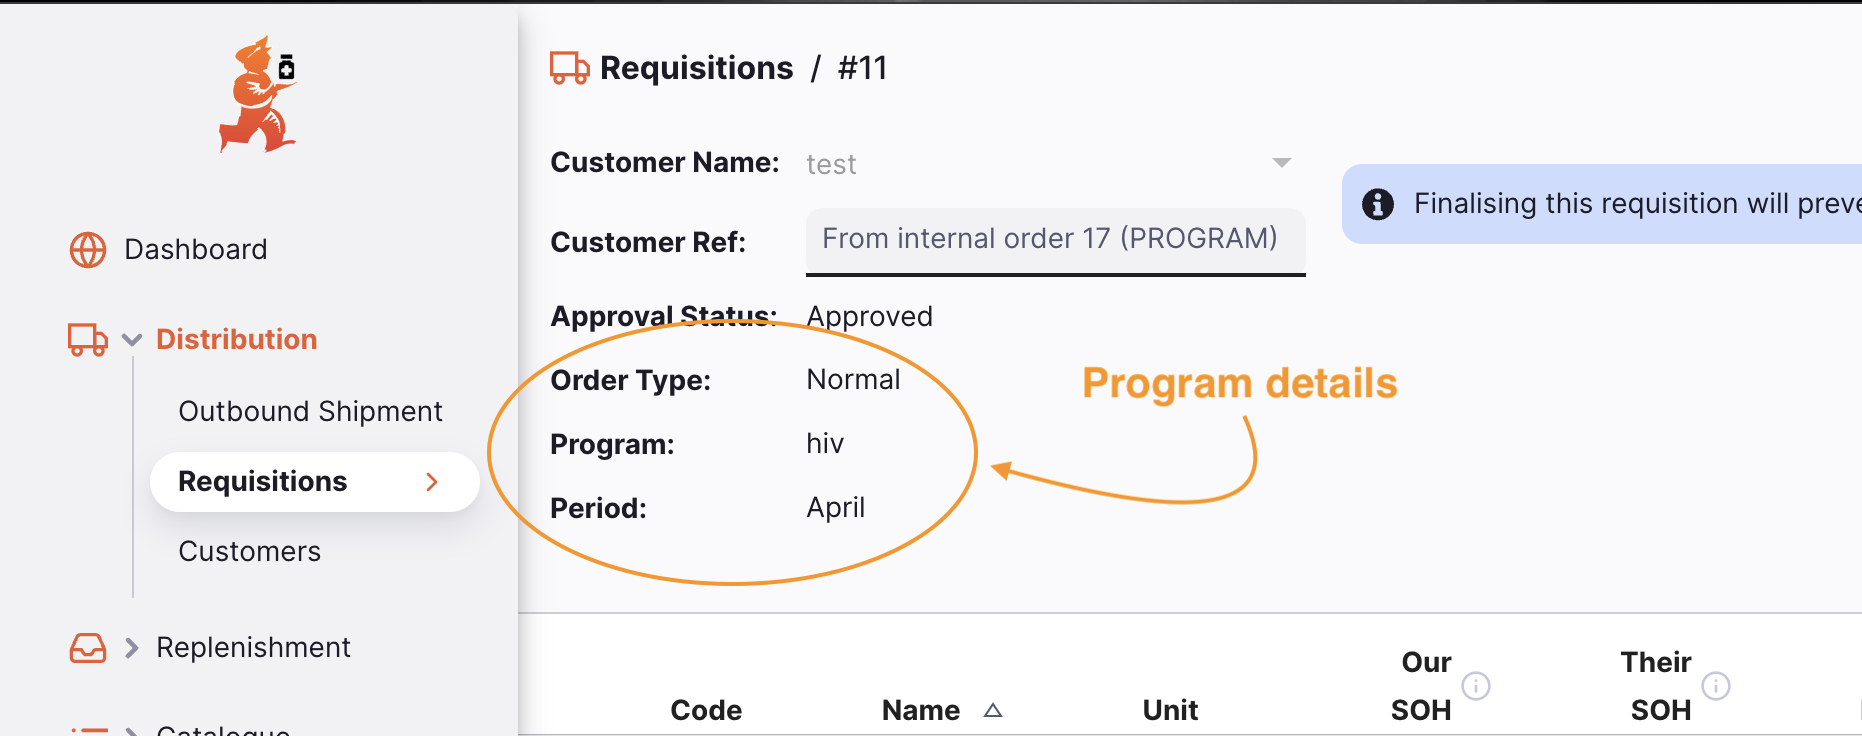 Requisitions / #11
Customer Name: test
Finalising this requisition will
Customer Ref: From internal order 17 (PROGRAM)
Approval Status: Approved
Order Type: Normal
Program: hiv
Period: April
Program details
Dashboard
Distribution
Outbound Shipment
Requisitions
Customers
Replenishment
Catalogue
Code Name Unit Our SOH Their SOH